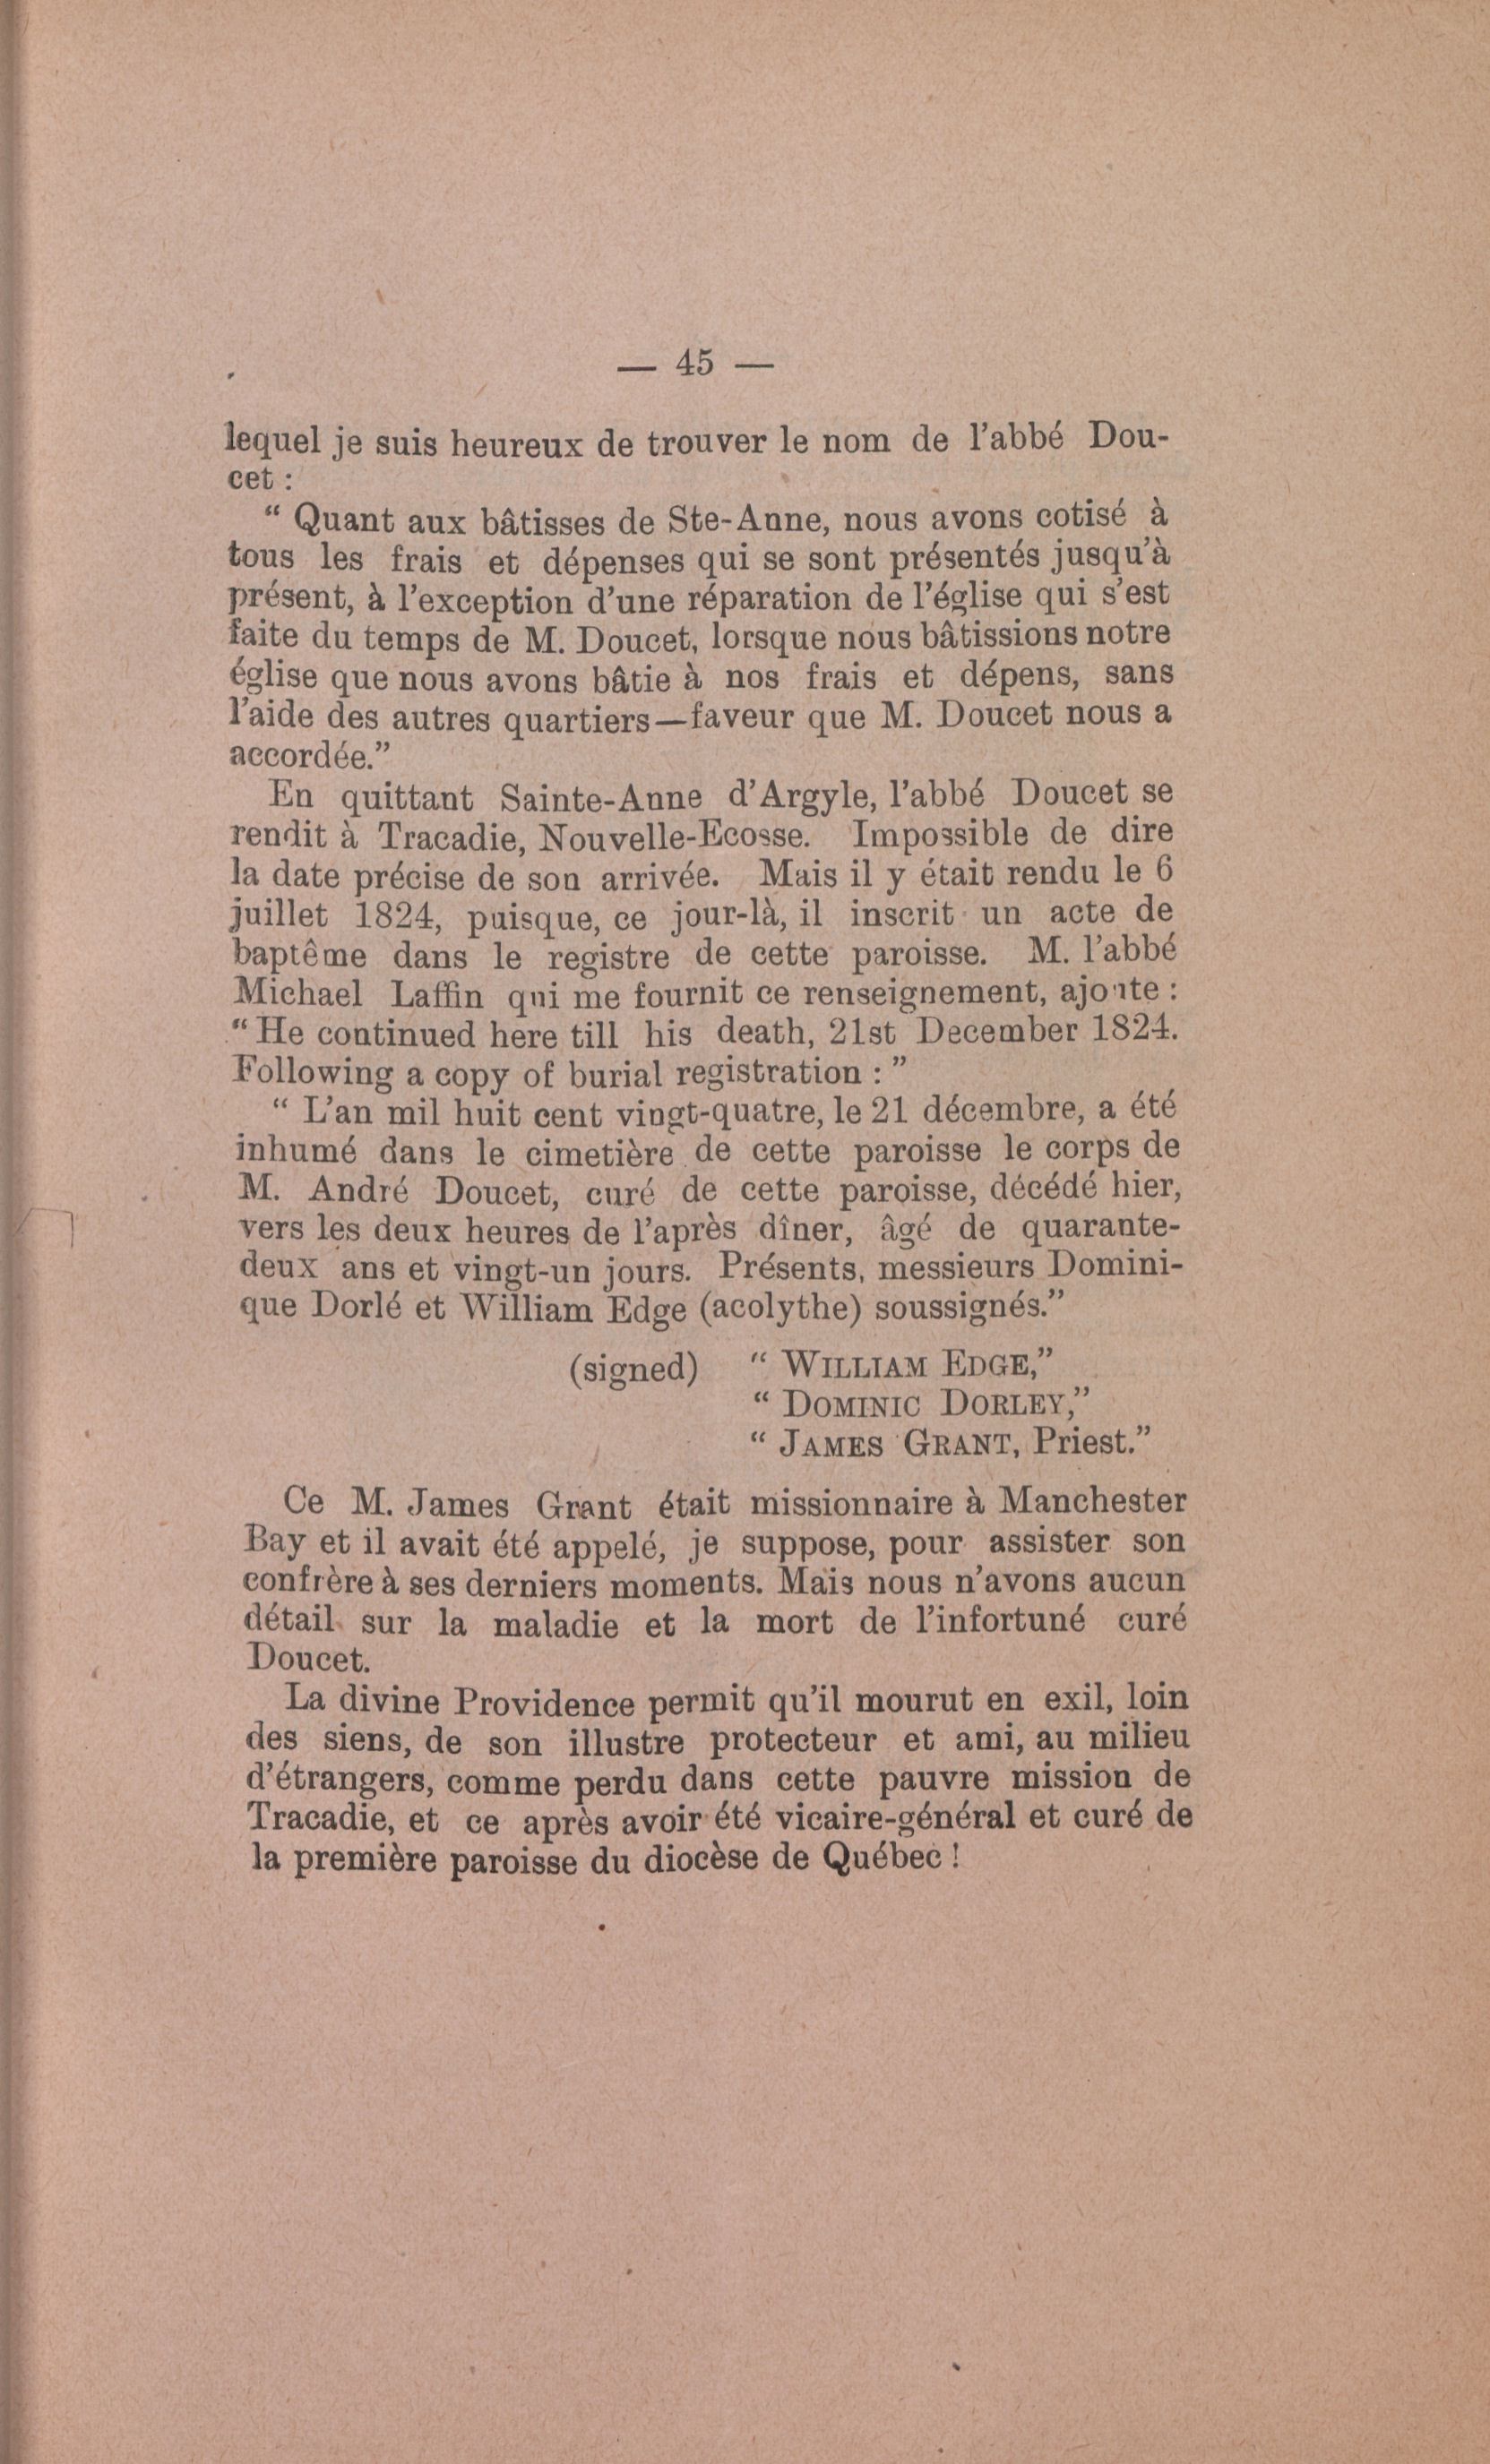 — 45 —
lequel je suis heureux de trouver le nom de l'abbé Dou-
cet :
“ Quant aux bâtisses de Ste-Anne, nous avons cotisé à
tous les frais et dépenses qui se sont présentés jusqu'à
présent, à l'exception d'une réparation de l'église qui s'est
faite du temps de M. Doucet, lorsque nous bâtissions notre
église que nous avons bâtie à nos frais et dépens, sans
l'aide des autres quartiers—faveur que M. Doucet nous a
accordée.”
En quittant Sainte-Anne d'Argyle, l'abbé Doucet se
rendit à Tracadie, Nouvelle-Ecosse. Impossible de dire
la date précise de son arrivée. Mais il y était rendu le 6
juillet 1824, puisque, ce jour-là, il inscrit un acte de
baptême dans le registre de cette paroisse. M. l'abbé
Michael Laffin qui me fournit ce renseignement, ajoute :
“ He continued here till his death, 21st December 1824.
Following a copy of burial registration : ”
“ L'an mil huit cent vingt-quatre, le 21 décembre, a été
inhumé dans le cimetière de cette paroisse le corps de
M. André Doucet, curé de cette paroisse, décédé hier,
vers les deux heures de l'après dîner, âgé de quarante-
deux ans et vingt-un jours. Présents, messieurs Domini-
que Dorlé et William Edge (acolythe) soussignés.”
(signed) “ WILLIAM EDGE,”
“ DOMINIC DORLEY,”
“ JAMES GRANT, Priest.”
Ce M. James Grant était missionnaire à Manchester
Bay et il avait été appelé, je suppose, pour assister son
confrère à ses derniers moments. Mais nous n'avons aucun
détail sur la maladie et la mort de l'infortuné curé
Doucet.
La divine Providence permit qu'il mourut en exil, loin
des siens, de son illustre protecteur et ami, au milieu
d'étrangers, comme perdu dans cette pauvre mission de
Tracadie, et ce après avoir été vicaire-général et curé de
la première paroisse du diocèse de Québec !